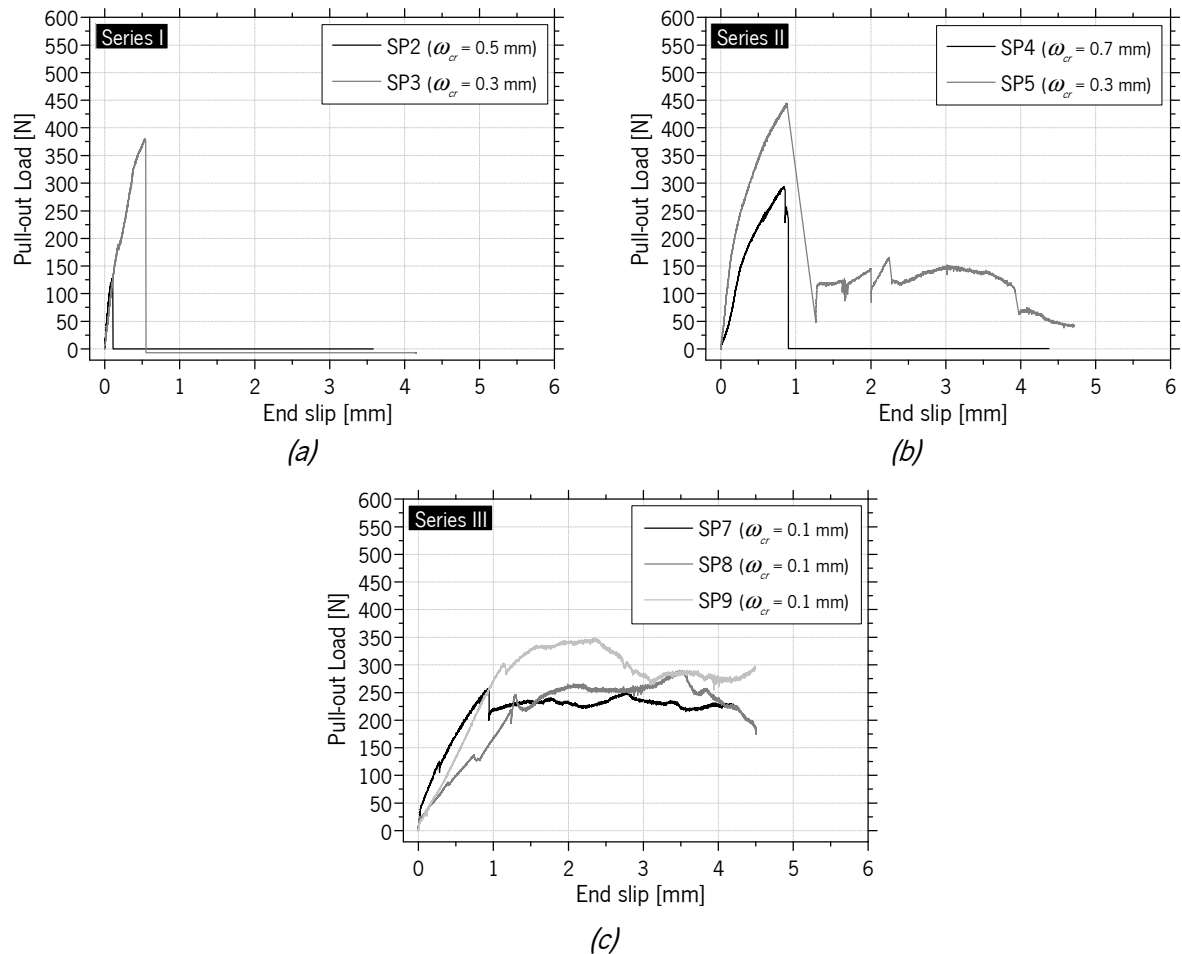 Series I
SP2 (ω_cr = 0.5 mm)
SP3 (ω_cr = 0.3 mm)
600
550
500
450
400
350
300
250
200
150
100
50
0
Pull-out Load [N]
0 1 2 3 4 5 6
End slip [mm]
(a)
Series II
SP4 (ω_cr = 0.7 mm)
SP5 (ω_cr = 0.3 mm)
600
550
500
450
400
350
300
250
200
150
100
50
0
Pull-out Load [N]
0 1 2 3 4 5 6
End slip [mm]
(b)
Series III
SP7 (ω_cr = 0.1 mm)
SP8 (ω_cr = 0.1 mm)
SP9 (ω_cr = 0.1 mm)
600
550
500
450
400
350
300
250
200
150
100
50
0
Pull-out Load [N]
0 1 2 3 4 5 6
End slip [mm]
(c)